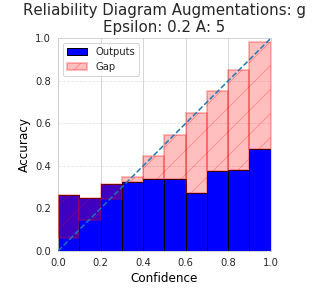 Reliability Diagram Augmentations: g
Epsilon: 0.2 A: 5
Outputs
Gap
Accuracy
1.0
0.8
0.6
0.4
0.2
0.0
0.0 0.2 0.4 0.6 0.8 1.0
Confidence